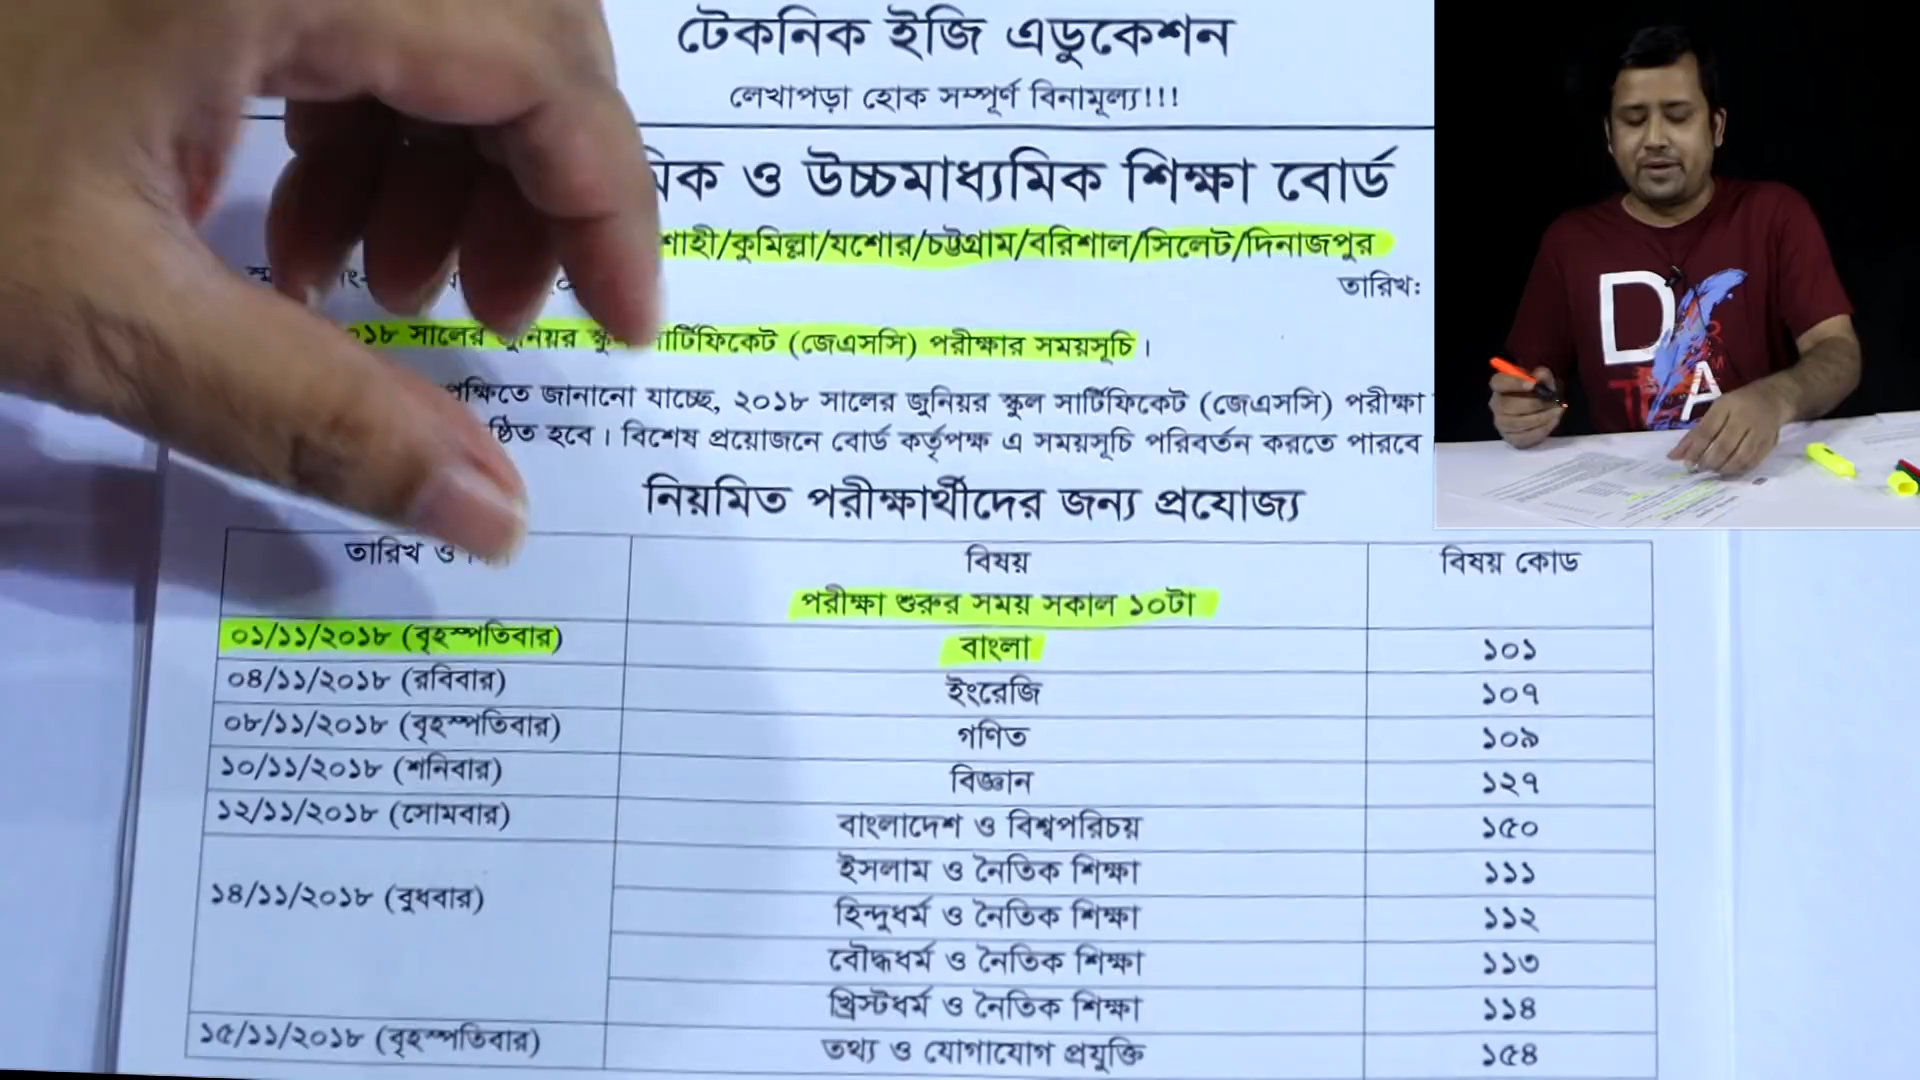 টেকনিক ইজি এডুকেশন
লেখাপড়া হোক সম্পূর্ণ বিনামূল্য!!!
ও উচ্চমাধ্যমিক শিক্ষা বোর্ড
/কুমিল্লা/যশোর/চট্টগ্রাম/বরিশাল/সিলেট/দিনাজপুর
তারিখঃ
সালের জুনিয়র সার্টিফিকেট (জেএসসি) পরীক্ষার সময়সূচি।
জানানো যাচ্ছে, ২০১৮ সালের জুনিয়র স্কুল সার্টিফিকেট (জেএসসি) পরীক্ষা
হবে। বিশেষ প্রয়োজনে বোর্ড কর্তৃপক্ষ এ সময়সূচি পরিবর্তন করতে পারবে
নিয়মিত পরীক্ষার্থীদের জন্য প্রযোজ্য
তারিখ ও বিষয় বিষয় কোড
পরীক্ষা শুরুর সময় সকাল ১০টা
০১/১১/২০১৮ (বৃহস্পতিবার) বাংলা ১০১
০৪/১১/২০১৮ (রবিবার) ইংরেজি ১০৭
০৮/১১/২০১৮ (বৃহস্পতিবার) গণিত ১০৯
১০/১১/২০১৮ (শনিবার) বিজ্ঞান ১২৭
১২/১১/২০১৮ (সোমবার) বাংলাদেশ ও বিশ্বপরিচয় ১৫০
ইসলাম ও নৈতিক শিক্ষা ১১১
১৪/১১/২০১৮ (বুধবার) হিন্দুধর্ম ও নৈতিক শিক্ষা ১১২
বৌদ্ধধর্ম ও নৈতিক শিক্ষা ১১৩
খ্রিস্টধর্ম ও নৈতিক শিক্ষা ১১৪
১৫/১১/২০১৮ (বৃহস্পতিবার) তথ্য ও যোগাযোগ প্রযুক্তি ১৫৪
D
A